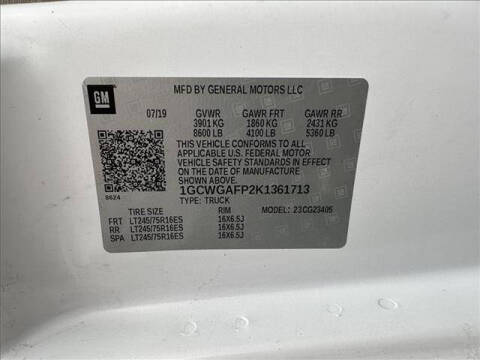 GM
MFD BY GENERAL MOTORS LLC
07/19 GVWR GAWR FRT GAWR RR
3901 KG 1860 KG 2431 KG
8600 LB 4100 LB 5360 LB
THIS VEHICLE CONFORMS TO ALL
APPLICABLE U.S. FEDERAL MOTOR
VEHICLE SAFETY STANDARDS IN EFFECT
ON THE DATE OF MANUFACTURE SHOWN ABOVE.
1GCWGAFP2K1361713
8624 TYPE: TRUCK
TIRE SIZE RIM MODEL: 23CG23405
FRT LT245/75R16ES 16X6.5J
RR LT245/75R16ES 16X6.5J
SPA LT245/75R16ES 16X6.5J